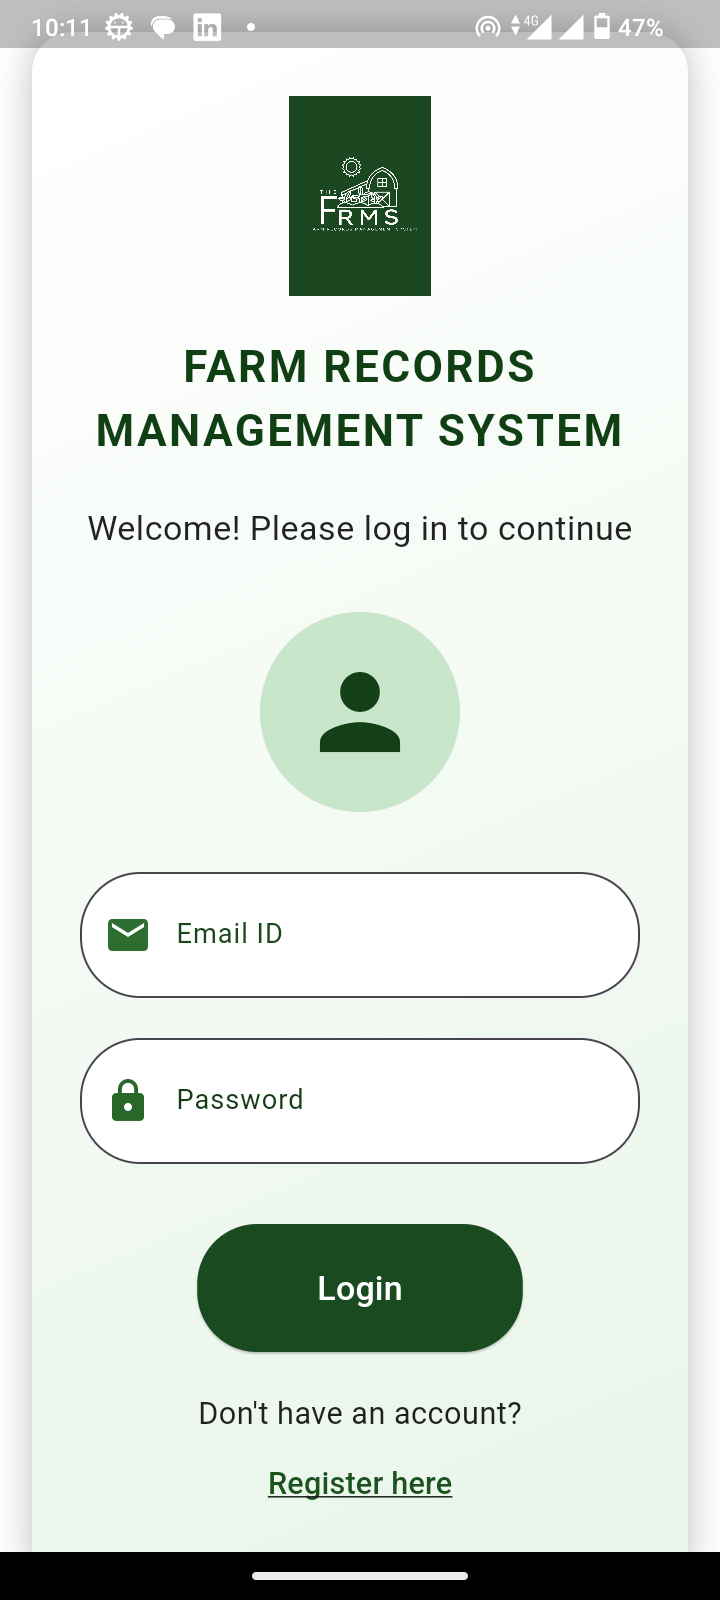 10:11
4G
47%
THE
FRMS
FARM RECORDS
MANAGEMENT SYSTEM
Welcome! Please log in to continue
Email ID
Password
Login
Don't have an account?
Register here